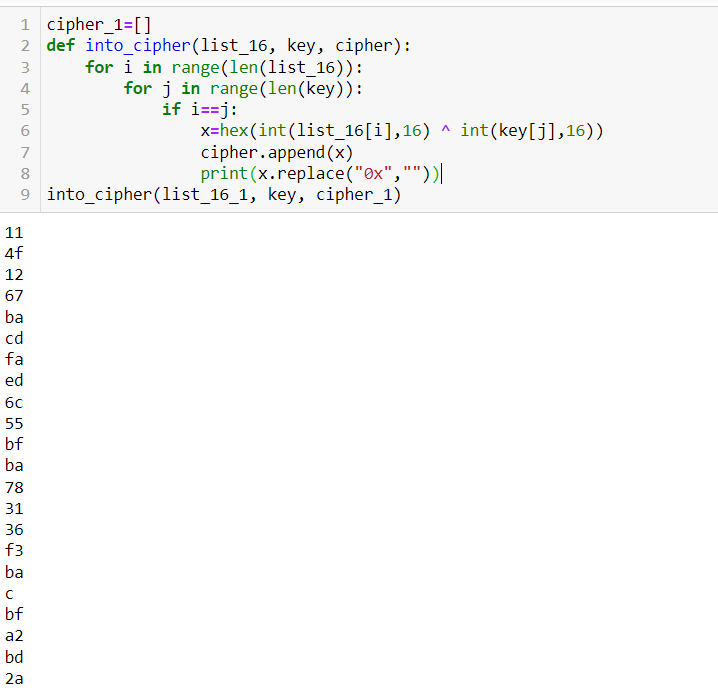 1 cipher_1=[]
2 def into_cipher(list_16, key, cipher):
3     for i in range(len(list_16)):
4         for j in range(len(key)):
5             if i==j:
6                 x=hex(int(list_16[i],16) ^ int(key[j],16))
7                 cipher.append(x)
8                 print(x.replace("0x",""))
9 into_cipher(list_16_1, key, cipher_1)
11
4f
12
67
ba
cd
fa
ed
6c
55
bf
ba
78
31
36
f3
ba
c
bf
a2
bd
2a